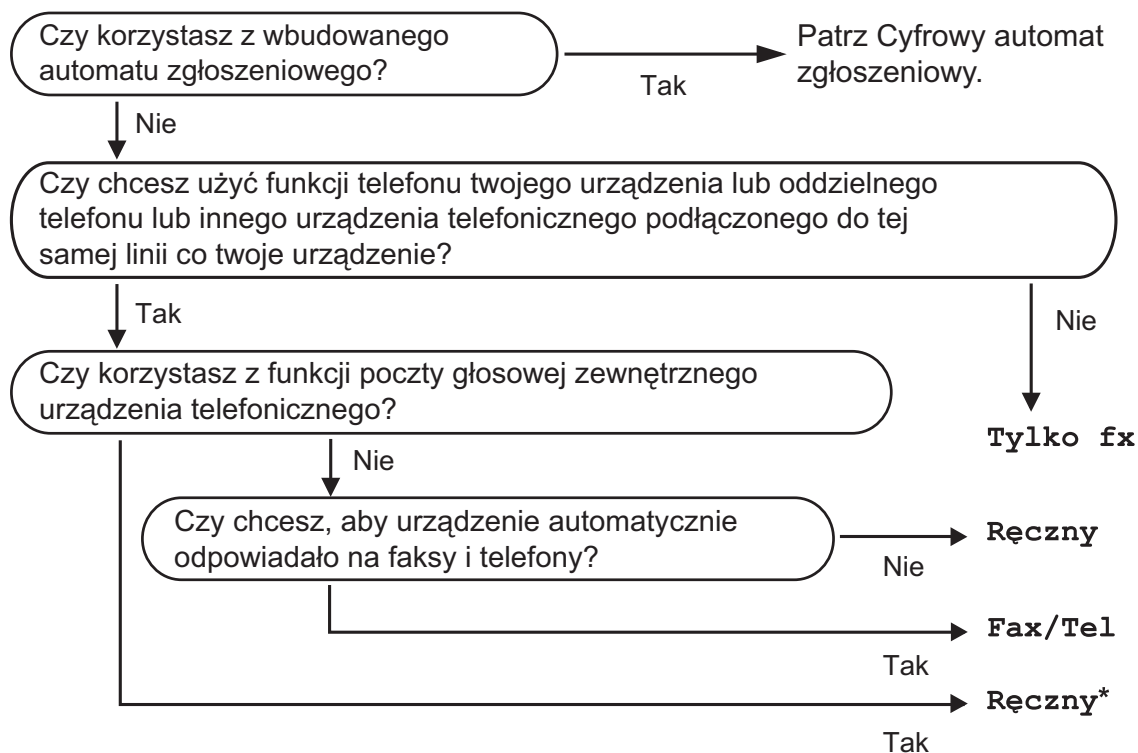 Czy korzystasz z wbudowanego
automatu zgłoszeniowego?
Tak
Patrz Cyfrowy automat
zgłoszeniowy.
Nie
Czy chcesz użyć funkcji telefonu twojego urządzenia lub oddzielnego
telefonu lub innego urządzenia telefonicznego podłączonego do tej
samej linii co twoje urządzenie?
Tak
Nie
Tylko fx
Czy korzystasz z funkcji poczty głosowej zewnętrznego
urządzenia telefonicznego?
Nie
Czy chcesz, aby urządzenie automatycznie
odpowiadało na faksy i telefony?
Nie
Ręczny
Tak
Fax/Tel
Tak
Ręczny*